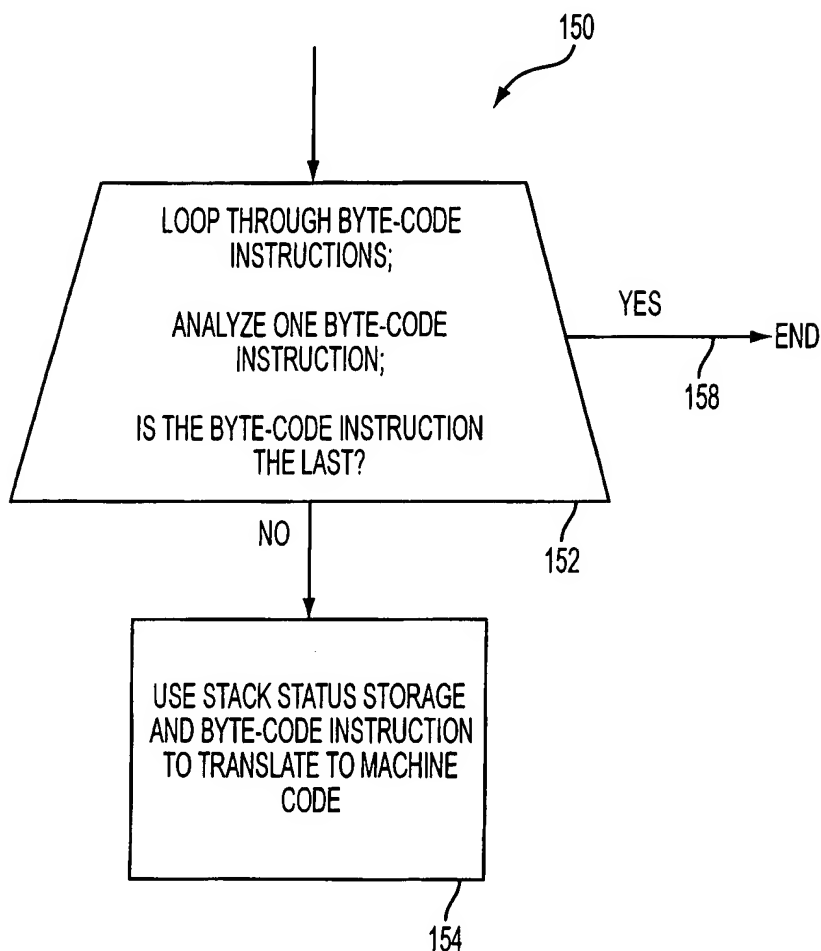 150
LOOP THROUGH BYTE-CODE
INSTRUCTIONS;
ANALYZE ONE BYTE-CODE
INSTRUCTION;
IS THE BYTE-CODE INSTRUCTION
THE LAST?
YES
END
158
NO
152
USE STACK STATUS STORAGE
AND BYTE-CODE INSTRUCTION
TO TRANSLATE TO MACHINE
CODE
154